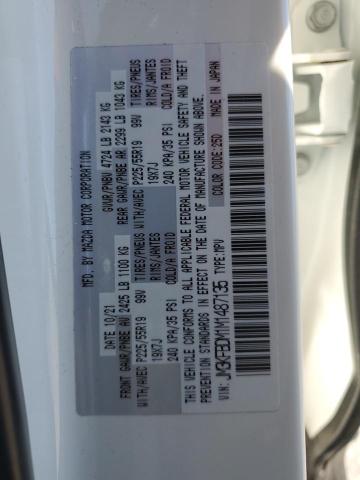 MFD. BY MAZDA MOTOR CORPORATION
10/21 GVWR/PNBV 4724 LB 2143 KG
FRONT GAWR/PNBE AV 2425 LB 1100 KG REAR GAWR/PNBE AR 2299 LB 1043 KG
WITH/AVEC P225/55R19 99V TIRES/PNEUS WITH/AVEC P225/55R19 99V TIRES/PNEUS
19X7J RIMS/JANTES 19X7J RIMS/JANTES
240 KPA/35 PSI COLD/A FROID 240 KPA/35 PSI COLD/A FROID
THIS VEHICLE CONFORMS TO ALL APPLICABLE FEDERAL MOTOR VEHICLE SAFETY AND THEFT
PREVENTION STANDARDS IN EFFECT ON THE DATE OF MANUFACTURE SHOWN ABOVE.
VIN: JM3KFBDM1M1487135 TYPE: MPV COLOR CODE: 25D MADE IN JAPAN